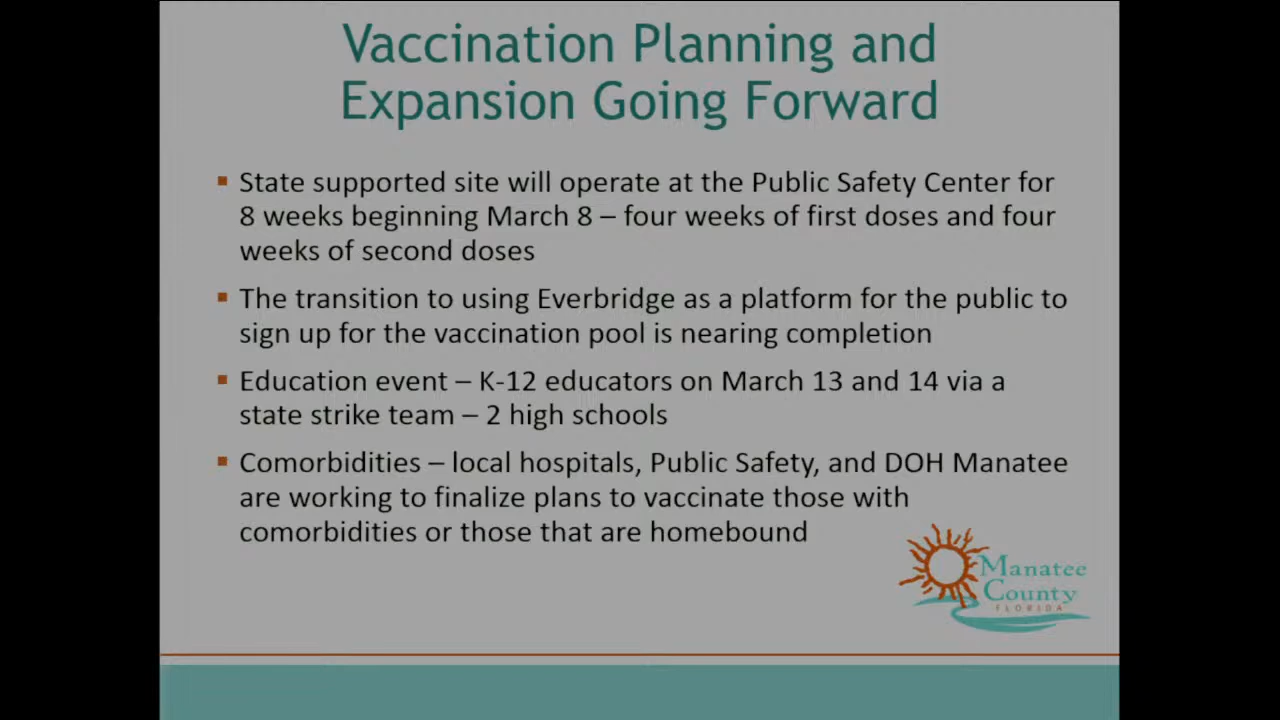 Vaccination Planning and
Expansion Going Forward
State supported site will operate at the Public Safety Center for
8 weeks beginning March 8 – four weeks of first doses and four
weeks of second doses
The transition to using Everbridge as a platform for the public to
sign up for the vaccination pool is nearing completion
Education event – K-12 educators on March 13 and 14 via a
state strike team – 2 high schools
Comorbidities – local hospitals, Public Safety, and DOH Manatee
are working to finalize plans to vaccinate those with
comorbidities or those that are homebound
Manatee
County
FLORIDA